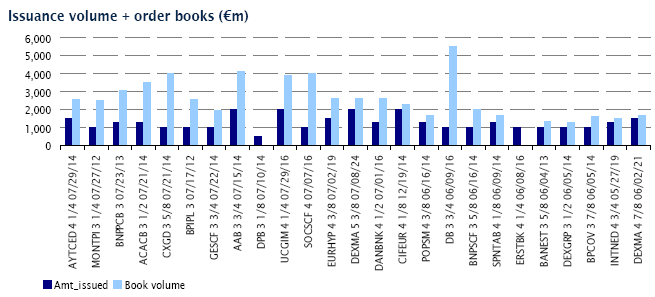 Issuance volume + order books (€m)
6,000
5,000
4,000
3,000
2,000
1,000
0
AYTCED 4 1/4 07/29/14
MONTPI 3 1/4 07/27/12
BNPPCB 3 07/23/13
ACACB 3 1/2 07/21/14
CXGD 3 5/8 07/21/14
BPIPL 3 07/17/12
GESCF 3 3/4 07/22/14
AAB 3 3/4 07/15/14
DPB 3 1/8 07/10/14
UCGIM 4 1/4 07/29/16
SOCSCF 4 07/07/16
EURHYP 4 3/8 07/02/19
DEXMA 5 3/8 07/08/24
DANBNK 4 1/2 07/01/16
CIFEUR 4 1/8 12/19/14
POPSM 4 3/8 06/16/14
DB 3 3/4 06/09/16
BNPSCF 3 5/8 06/16/14
SPNTAB 4 1/8 06/09/14
ERSTBK 4 1/4 06/08/16
BANEST 3 5/8 06/04/13
DEXGRP 3 1/2 06/05/14
BPCOV 3 7/8 06/05/14
INTNED 4 3/4 05/27/19
DEXMA 4 7/8 06/02/21
Amt_issued Book volume